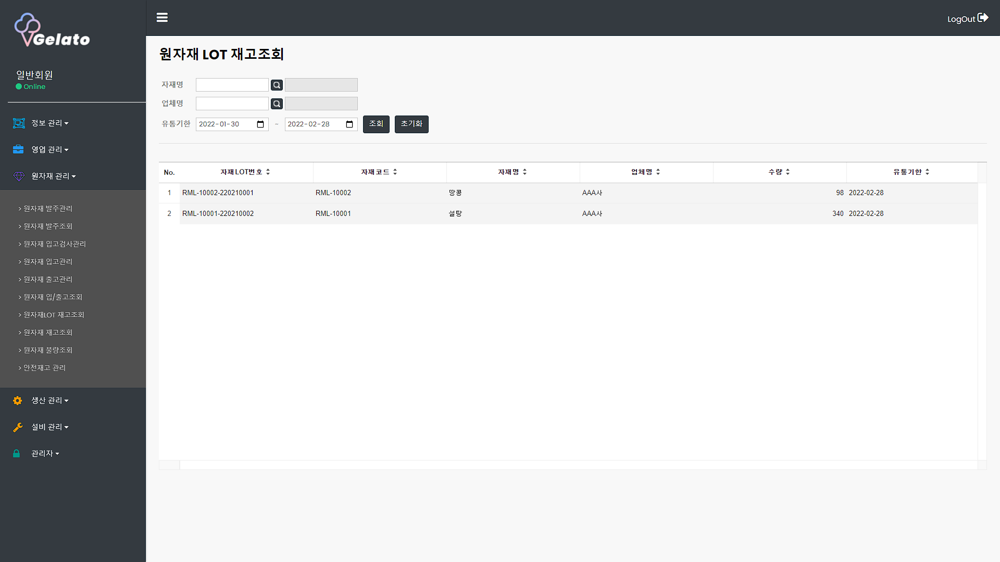 Gelato
일반회원
Online
정보 관리
영업 관리
원자재 관리
> 원자재 발주관리
> 원자재 발주조회
> 원자재 입고검사관리
> 원자재 입고관리
> 원자재 출고관리
> 원자재 입/출고조회
> 원자재LOT 재고조회
> 원자재 재고조회
> 원자재 불량조회
> 안전재고 관리
생산 관리
설비 관리
관리자
LogOut
원자재 LOT 재고조회
자재명
업체명
유통기한 2022-01-30 ~ 2022-02-28 조회 초기화
No. 자재LOT번호 자재코드 자재명 업체명 수량 유통기한
1 RML-10002-220210001 RML-10002 땅콩 AAA사 98 2022-02-28
2 RML-10001-220210002 RML-10001 설탕 AAA사 340 2022-02-28